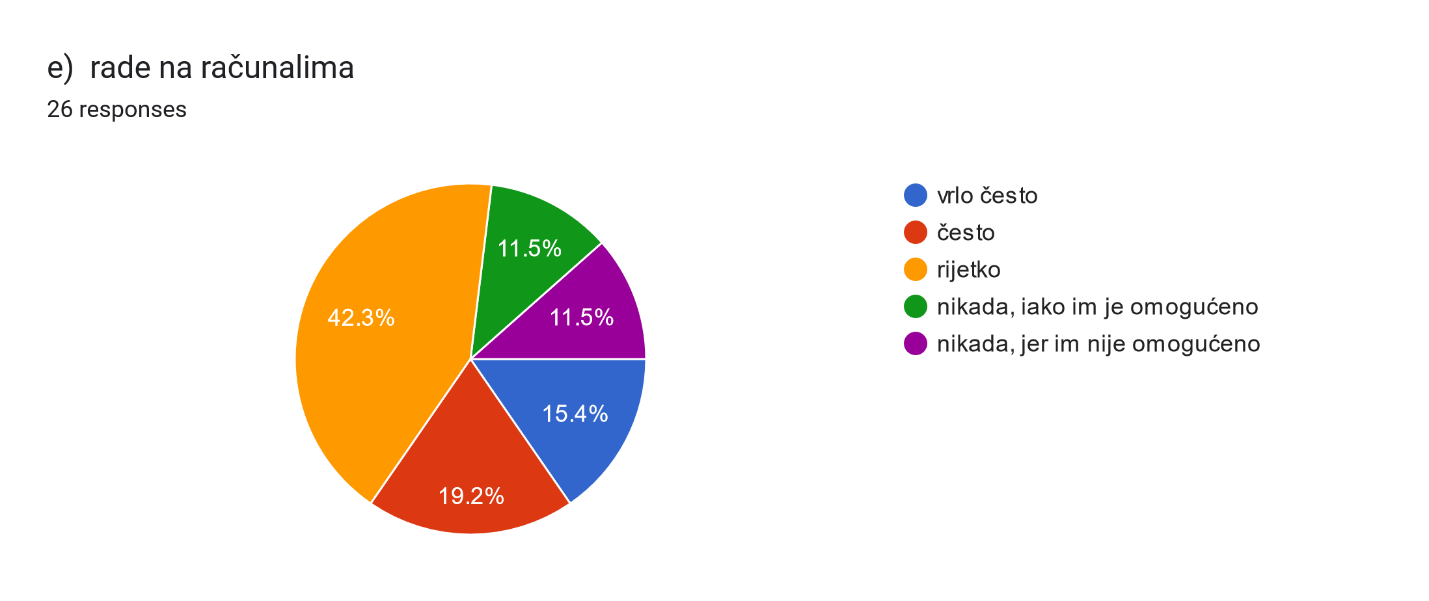 e)  rade na računalima
26 responses
11.5%
42.3%
11.5%
15.4%
19.2%
vrlo često
često
rijetko
nikada, iako im je omogućeno
nikada, jer im nije omogućeno